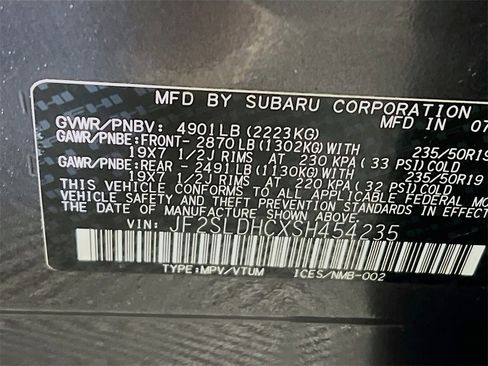 MFD BY SUBARU CORPORATION
MFD IN 07
GVWR/PNBV: 4901LB (2223KG)
GAWR/PNBE:FRONT- 2870LB (1302KG)WITH 235/50R19
19X7 1/2J RIMS AT 230 KPA (33 PSI)COLD
GAWR/PNBE:REAR - 2491LB (1130KG)WITH 235/50R19
19X7 1/2J RIMS AT 220 KPA (32 PSI)COLD
THIS VEHICLE CONFORMS TO ALL APPLICABLE FEDERAL MO
VEHICLE SAFETY, BUMPER, AND THEFT PREVENTION STANDARDS IN EFFEC
THE DATE OF MANUFACTURE SHOWN ABOVE.
VIN: JF2SLDHCXSH454235
TYPE:MPV/VTUM ICES/NMB-002